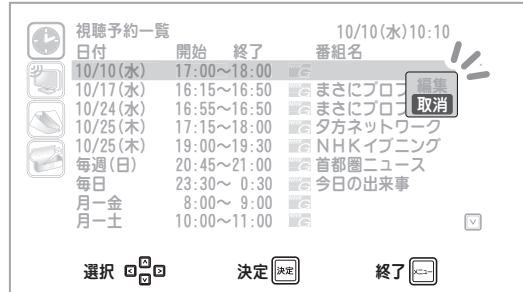 視聴予約一覧 10/10(水)10:10
日付 開始 終了 番組名
10/10(水) 17:00～18:00
10/17(水) 16:15～16:50 まさにプロフ
10/24(水) 16:55～16:50 まさにプロフ
10/25(木) 17:15～18:00 夕方ネットワーク
10/25(木) 19:00～19:30 NHKイブニング
毎週(日) 20:45～21:00 首都圏ニュース
毎日 23:30～ 0:30 今日の出来事
月ー金 8:00～ 9:00
月ー土 10:00～11:00
編集
取消
選択 決定 決定 終了 メニュー